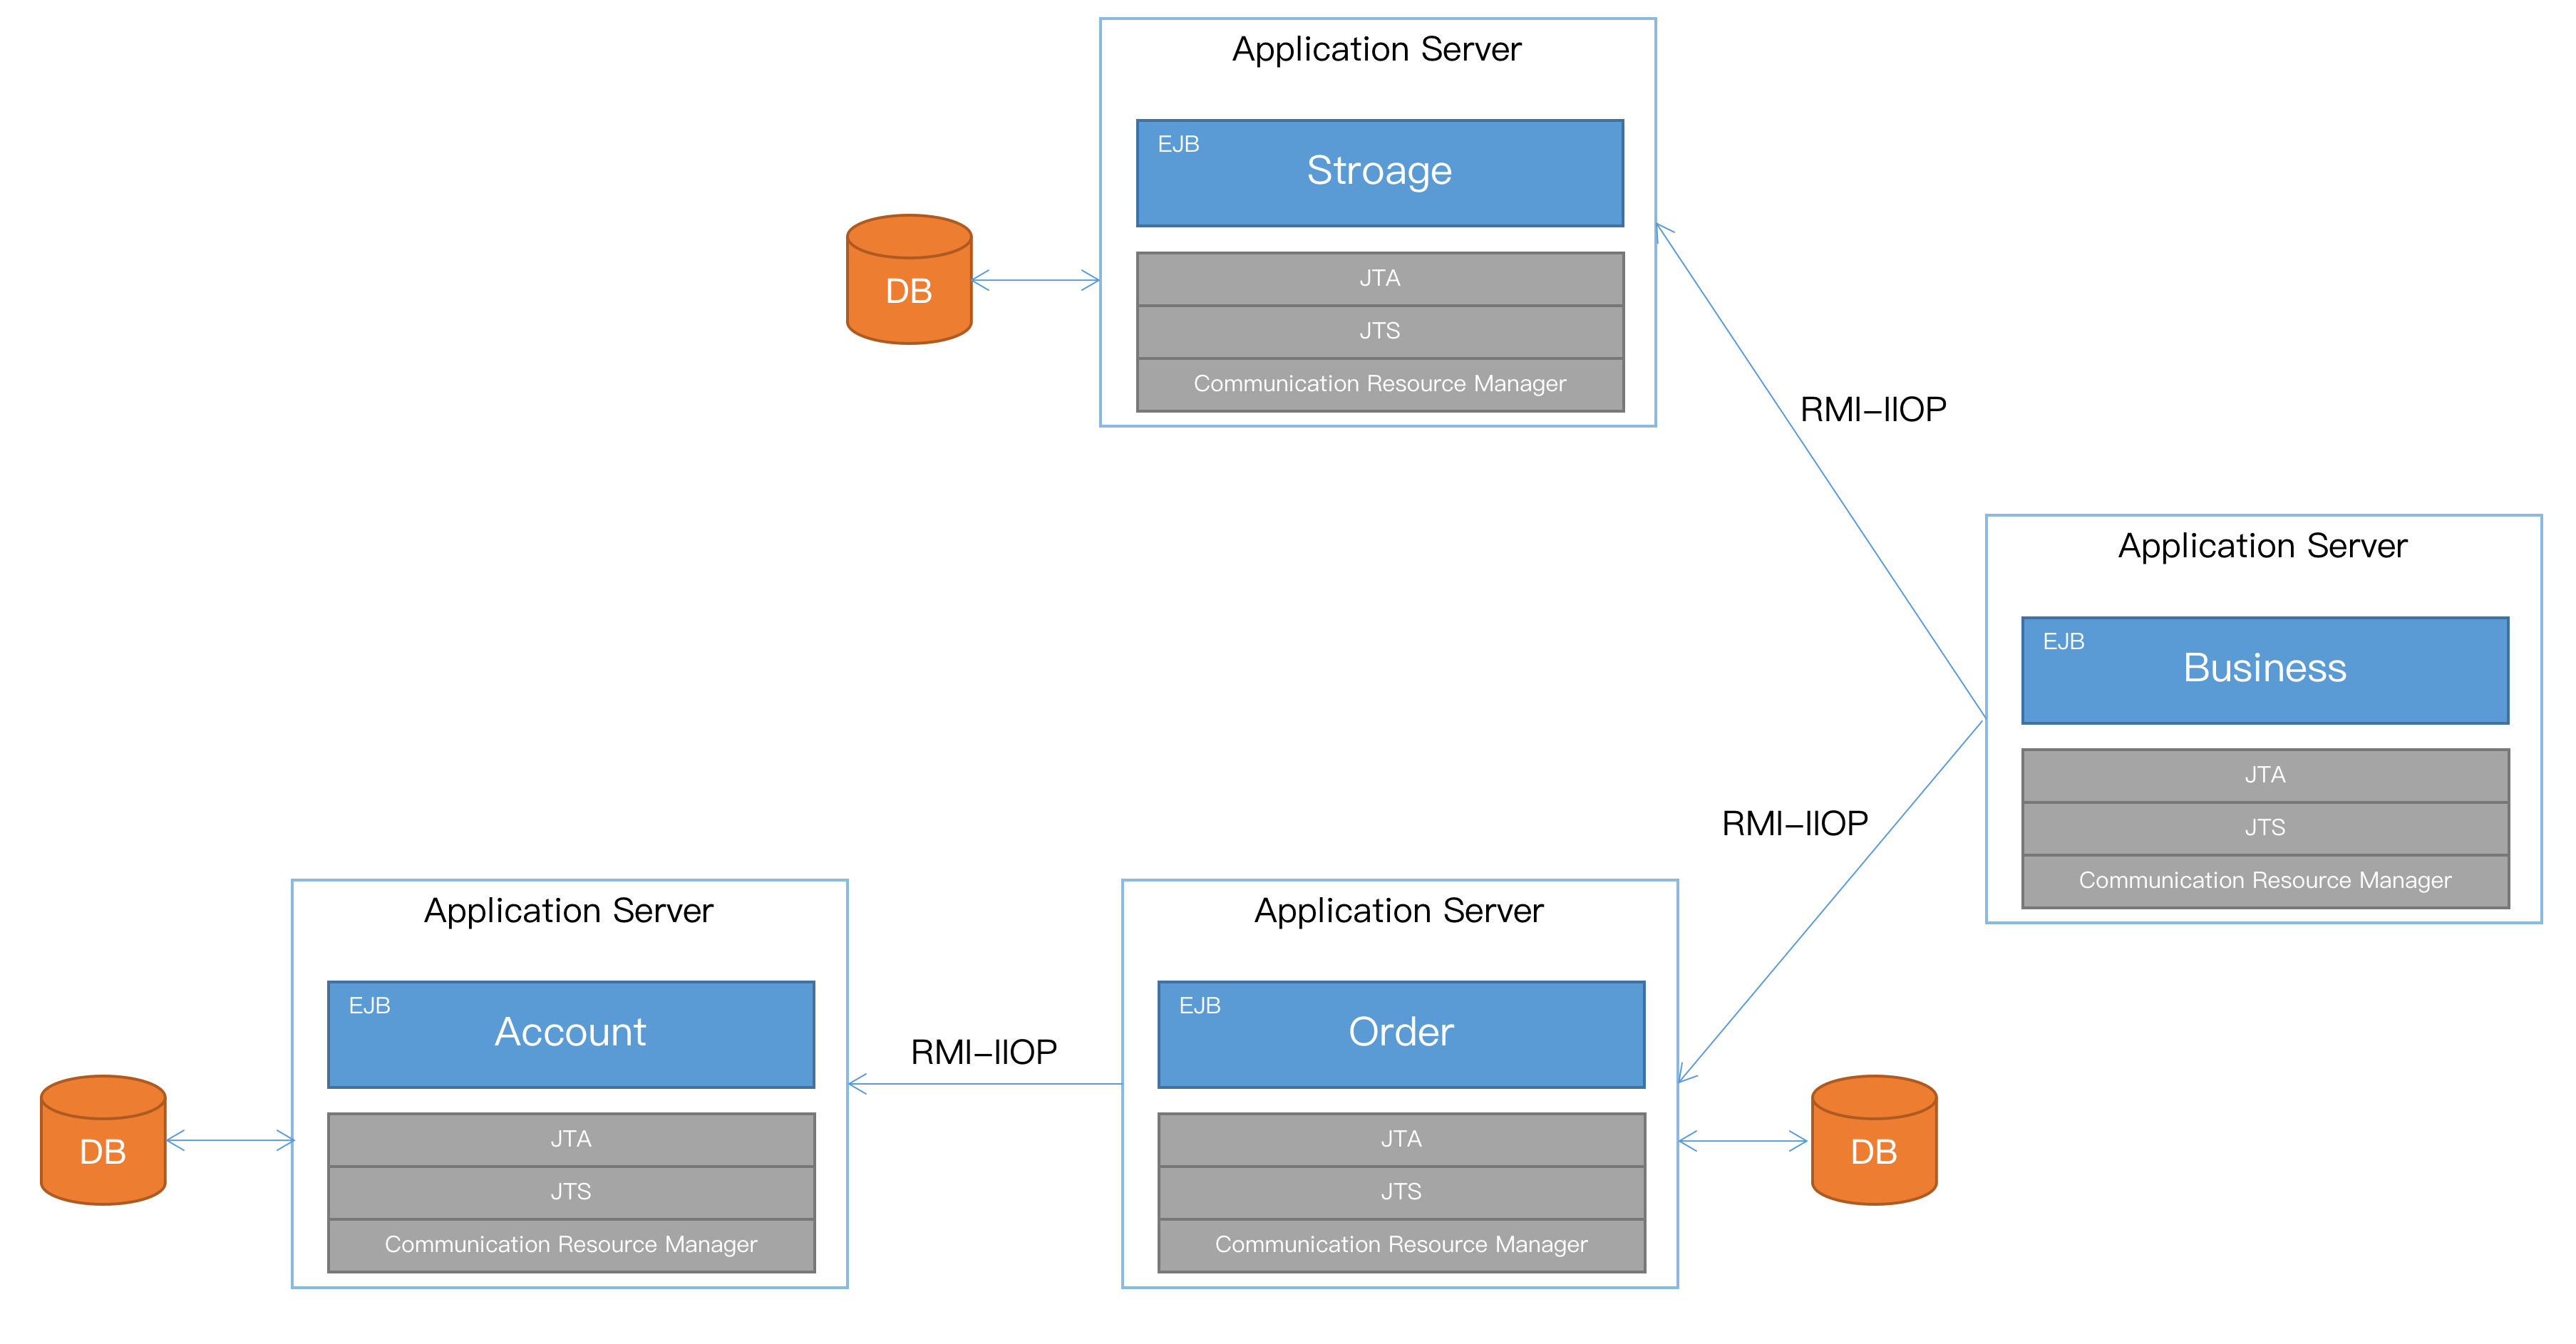 Application Server
EJB
Stroage
DB
JTA
JTS
Communication Resource Manager
RMI-IIOP
Application Server
EJB
Business
JTA
JTS
Communication Resource Manager
RMI-IIOP
Application Server
EJB
Account
DB
JTA
JTS
Communication Resource Manager
RMI-IIOP
Application Server
EJB
Order
JTA
JTS
Communication Resource Manager
DB